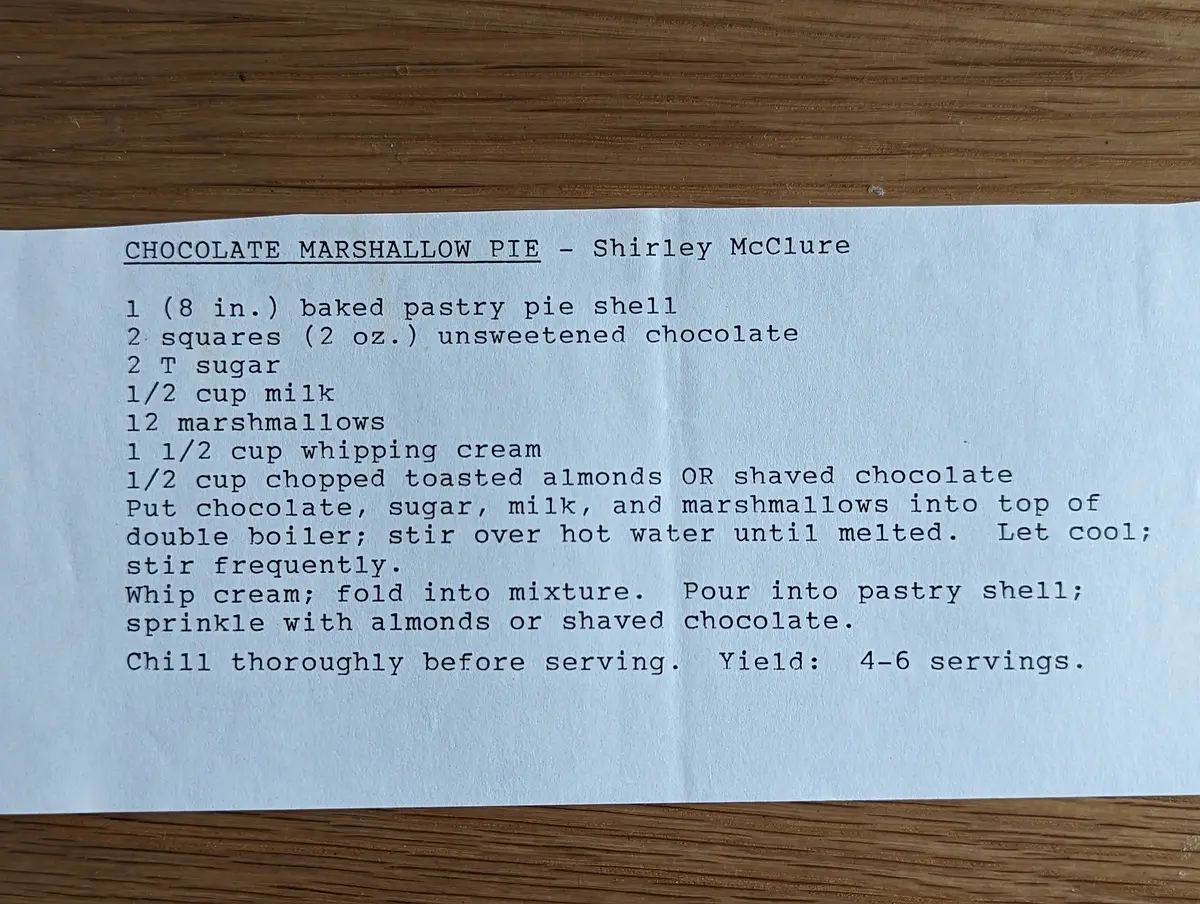 CHOCOLATE MARSHALLOW PIE - Shirley McClure
1 (8 in.) baked pastry pie shell
2 squares (2 oz.) unsweetened chocolate
2 T sugar
1/2 cup milk
12 marshmallows
1 1/2 cup whipping cream
1/2 cup chopped toasted almonds OR shaved chocolate
Put chocolate, sugar, milk, and marshmallows into top of
double boiler; stir over hot water until melted.  Let cool;
stir frequently.
Whip cream; fold into mixture.  Pour into pastry shell;
sprinkle with almonds or shaved chocolate.
Chill thoroughly before serving.  Yield:  4-6 servings.